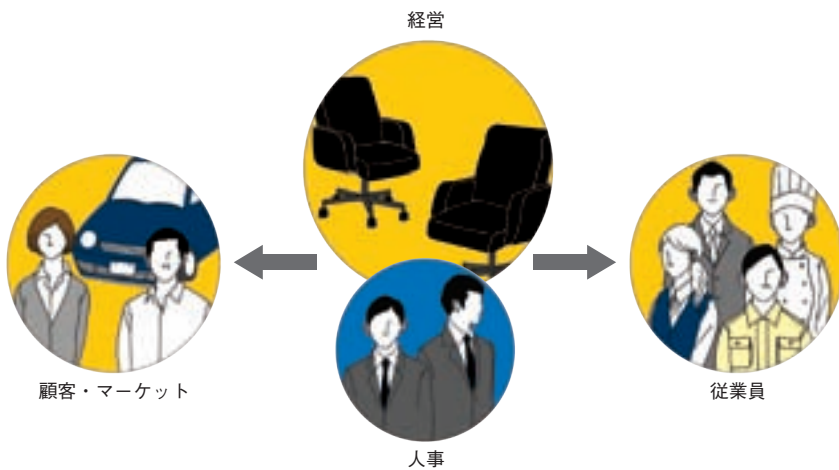 経営
顧客・マーケット
従業員
人事